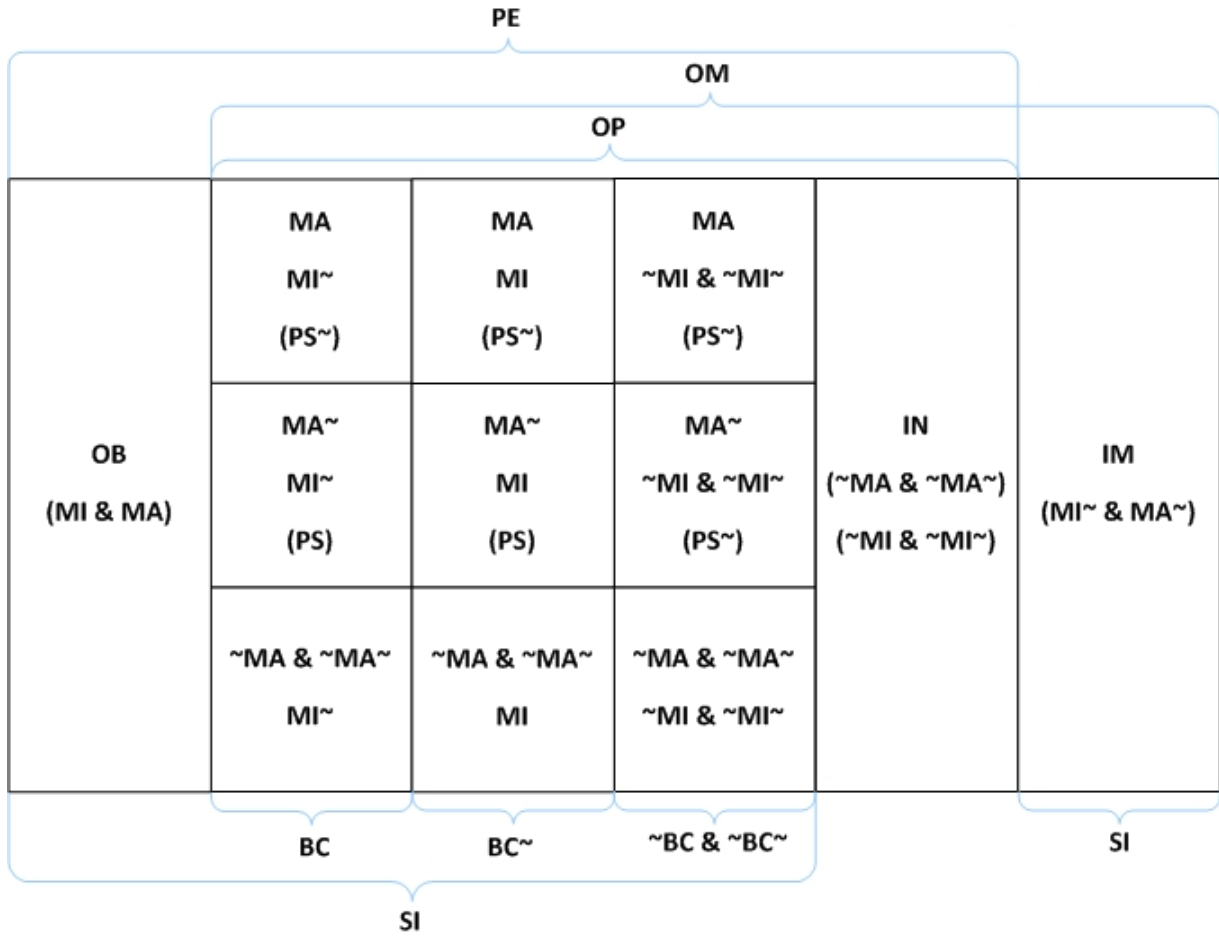 PE
OM
OP
OB
(MI & MA)
MA
MI~
(PS~)
MA
MI
(PS~)
MA
~MI & ~MI~
(PS~)
MA~
MI~
(PS)
MA~
MI
(PS)
MA~
~MI & ~MI~
(PS~)
~MA & ~MA~
MI~
~MA & ~MA~
MI
~MA & ~MA~
~MI & ~MI~
IN
(~MA & ~MA~)
(~MI & ~MI~)
IM
(MI~ & MA~)
BC
BC~
~BC & ~BC~
SI
SI